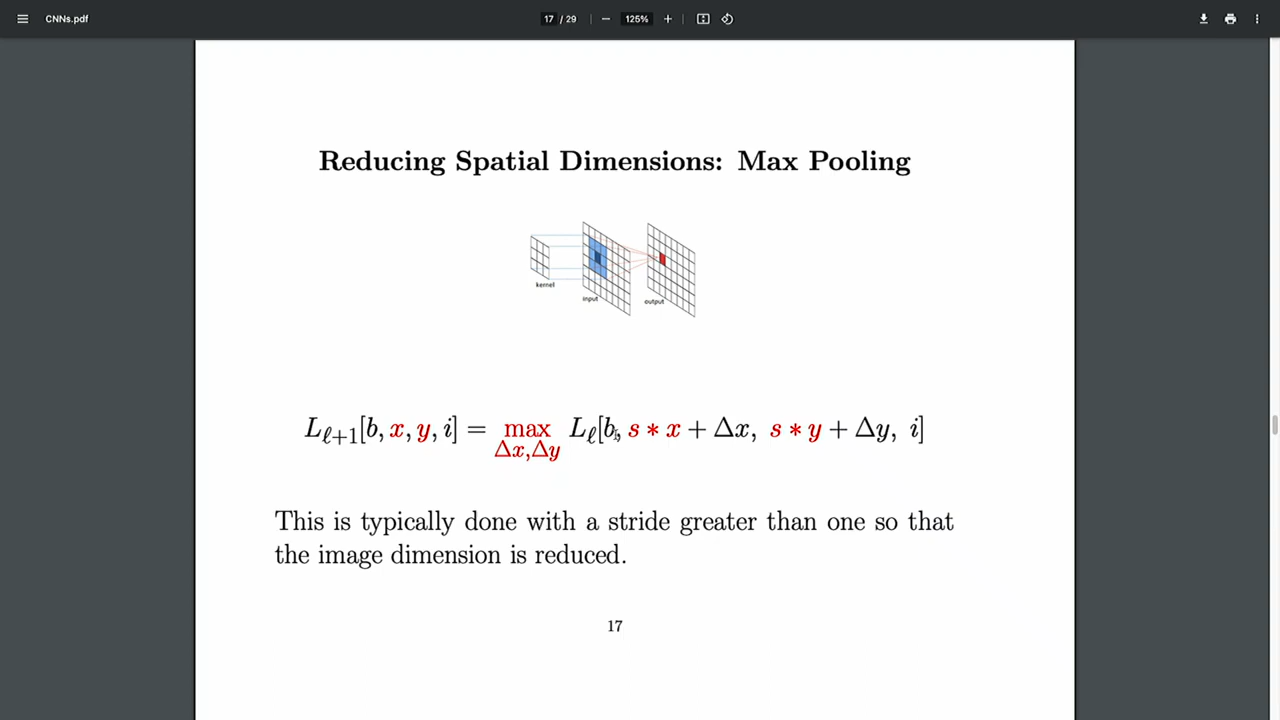 CNNs.pdf
17 / 29
125%
Reducing Spatial Dimensions: Max Pooling
kernel
input
output
Lℓ+1[b, x, y, i] = max Δx,Δy Lℓ[b, s ∗ x + Δx, s ∗ y + Δy, i]
This is typically done with a stride greater than one so that
the image dimension is reduced.
17